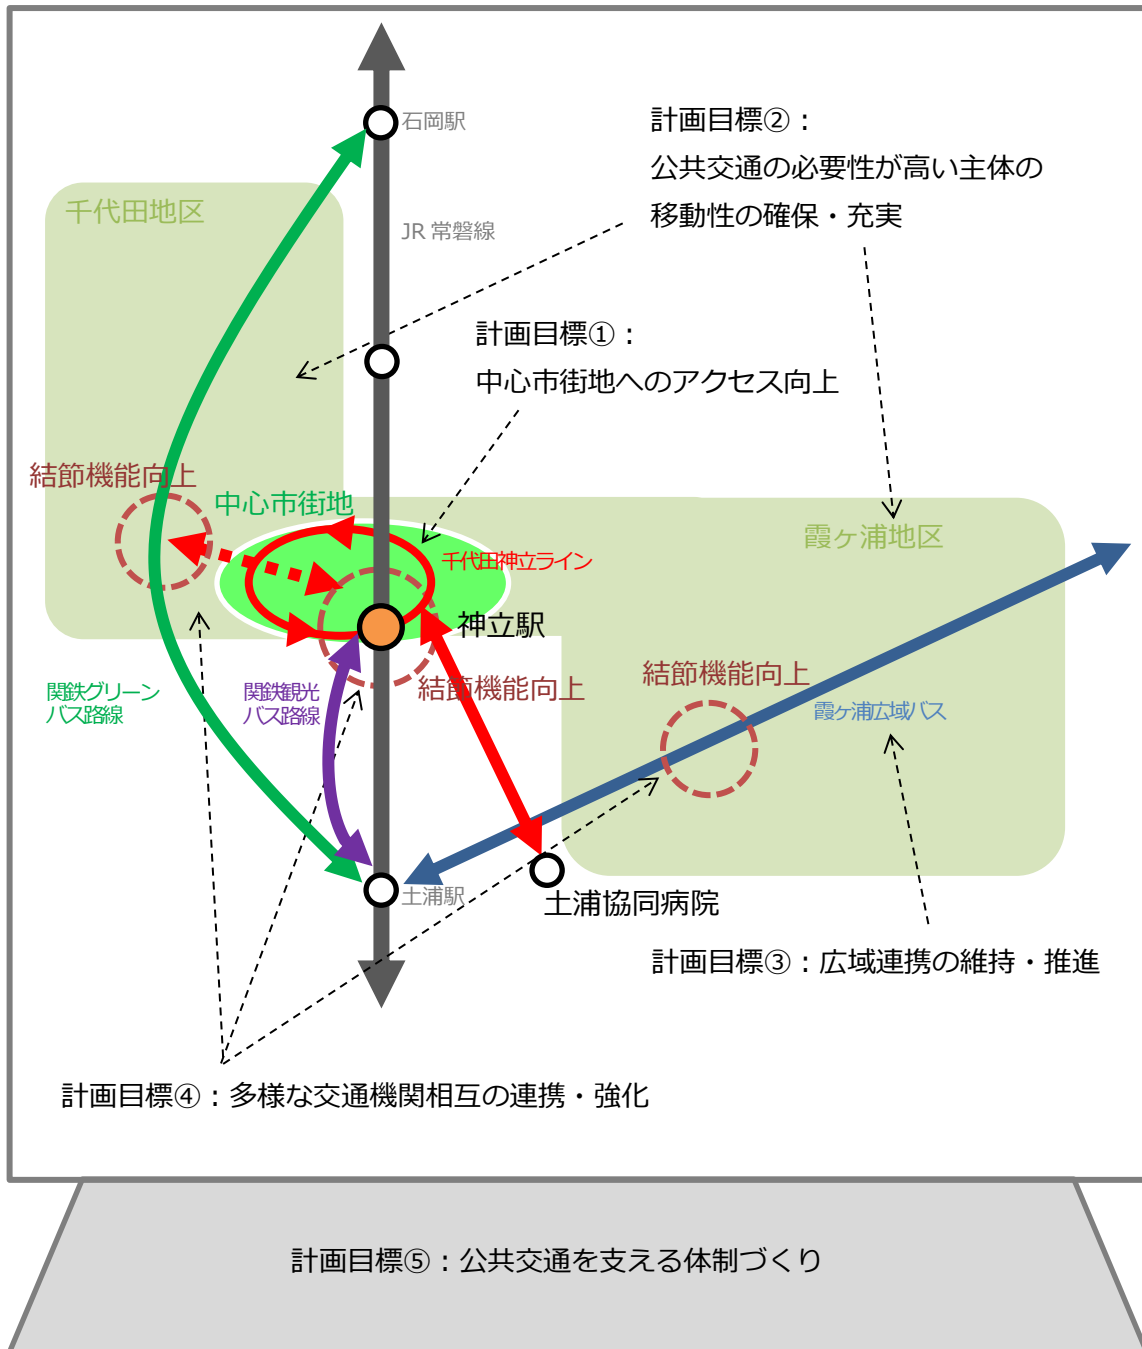 石岡駅
計画目標②：
公共交通の必要性が高い主体の
移動性の確保・充実
千代田地区
JR 常磐線
計画目標①：
中心市街地へのアクセス向上
結節機能向上
中心市街地
霞ヶ浦地区
千代田神立ライン
神立駅
関鉄グリーン
バス路線
関鉄観光
バス路線
結節機能向上
結節機能向上
霞ヶ浦広域バス
土浦駅
土浦協同病院
計画目標③：広域連携の維持・推進
計画目標④：多様な交通機関相互の連携・強化
計画目標⑤：公共交通を支える体制づくり